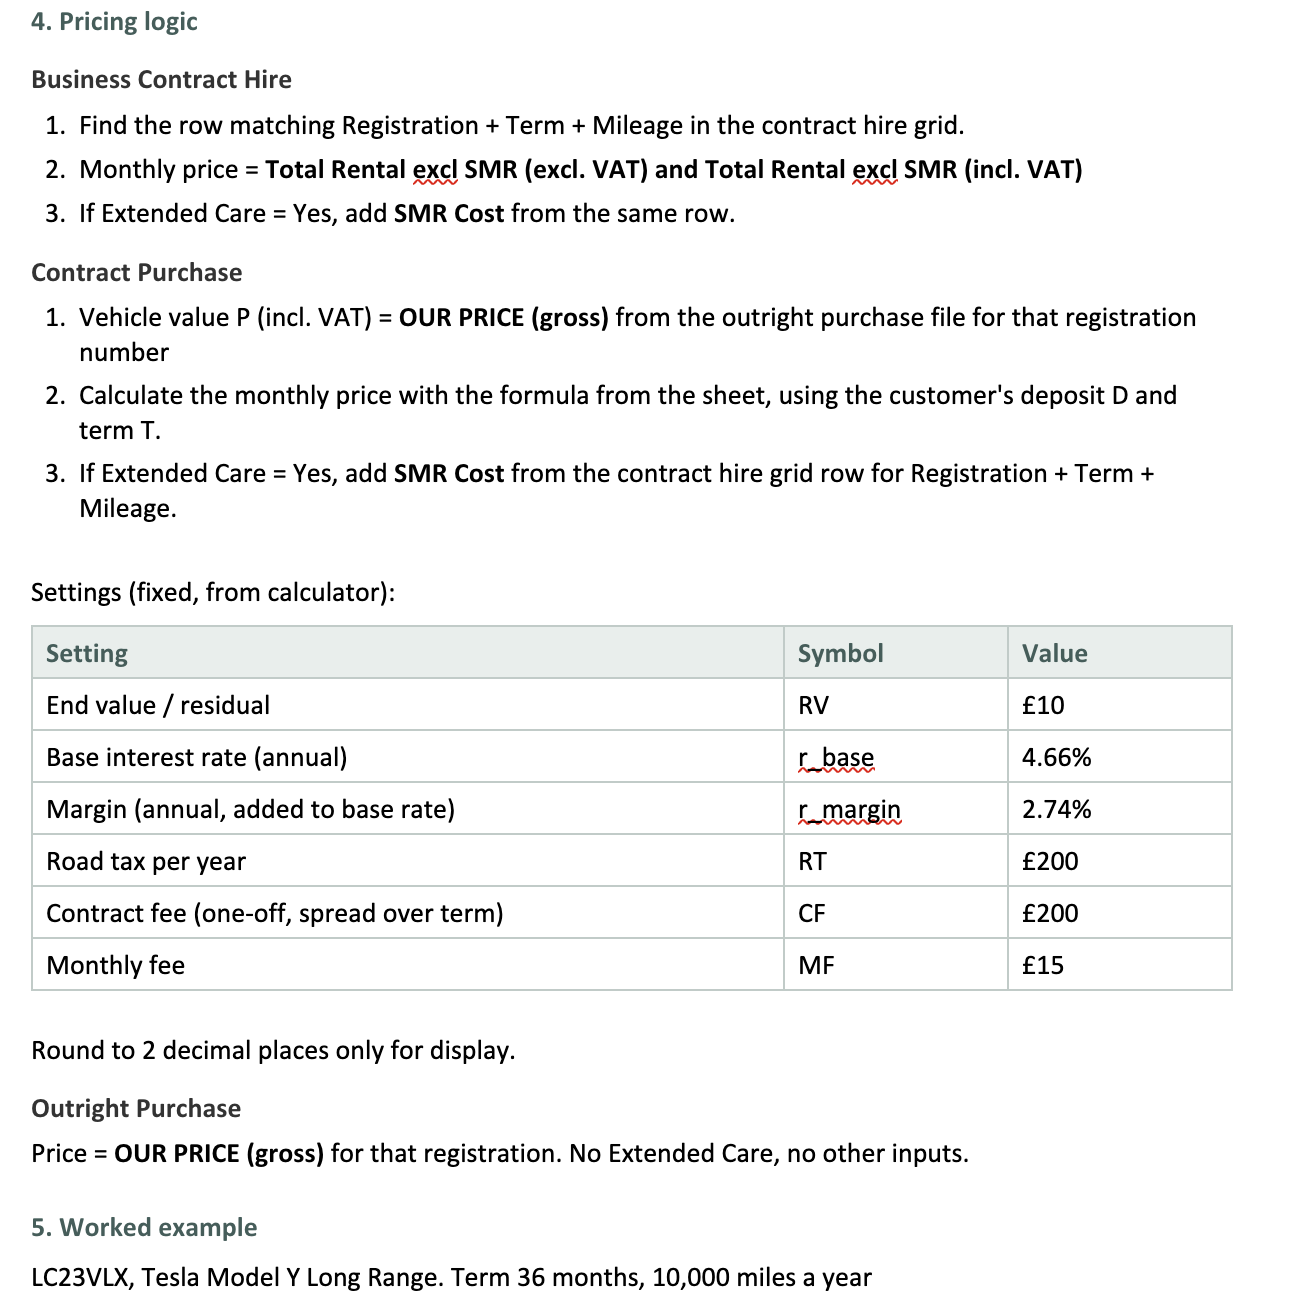 4. Pricing logic
Business Contract Hire
1. Find the row matching Registration + Term + Mileage in the contract hire grid.
2. Monthly price = Total Rental excl SMR (excl. VAT) and Total Rental excl SMR (incl. VAT)
3. If Extended Care = Yes, add SMR Cost from the same row.
Contract Purchase
1. Vehicle value P (incl. VAT) = OUR PRICE (gross) from the outright purchase file for that registration
number
2. Calculate the monthly price with the formula from the sheet, using the customer's deposit D and
term T.
3. If Extended Care = Yes, add SMR Cost from the contract hire grid row for Registration + Term +
Mileage.
Settings (fixed, from calculator):
Setting Symbol Value
End value / residual RV £10
Base interest rate (annual) r_base 4.66%
Margin (annual, added to base rate) r_margin 2.74%
Road tax per year RT £200
Contract fee (one-off, spread over term) CF £200
Monthly fee MF £15
Round to 2 decimal places only for display.
Outright Purchase
Price = OUR PRICE (gross) for that registration. No Extended Care, no other inputs.
5. Worked example
LC23VLX, Tesla Model Y Long Range. Term 36 months, 10,000 miles a year